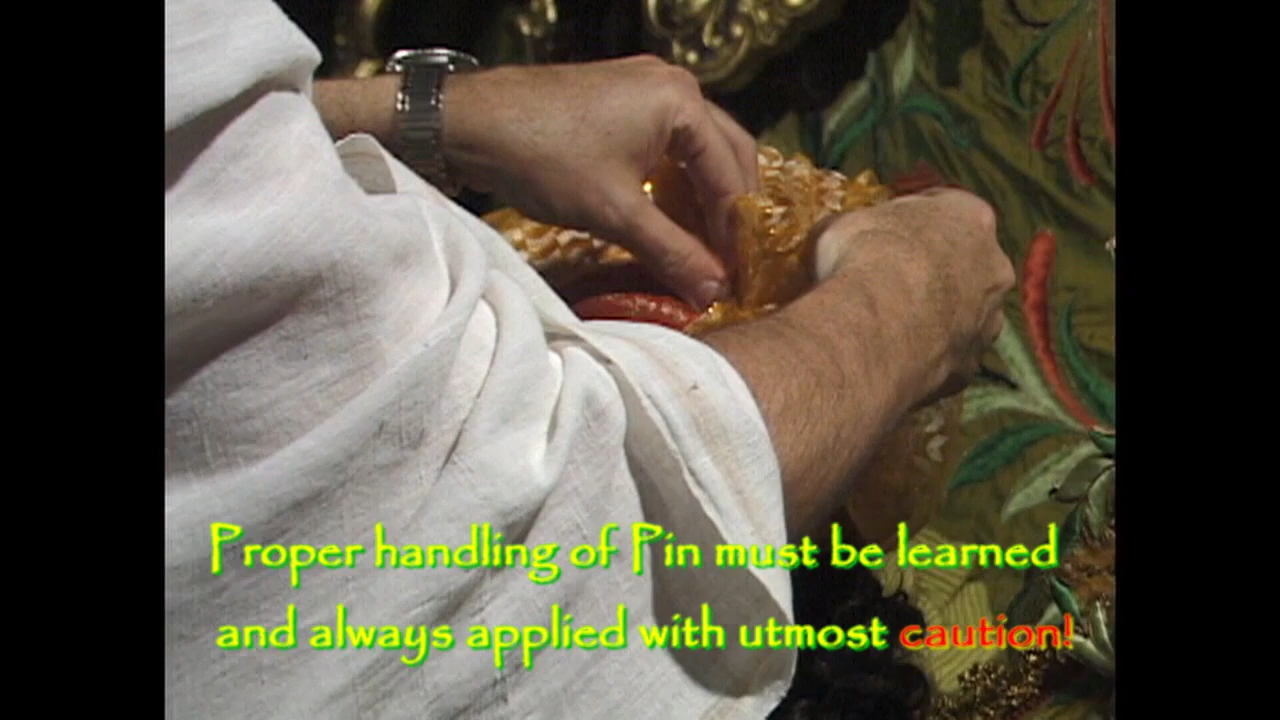 Proper handling of Pin must be learned
and always applied with utmost caution!